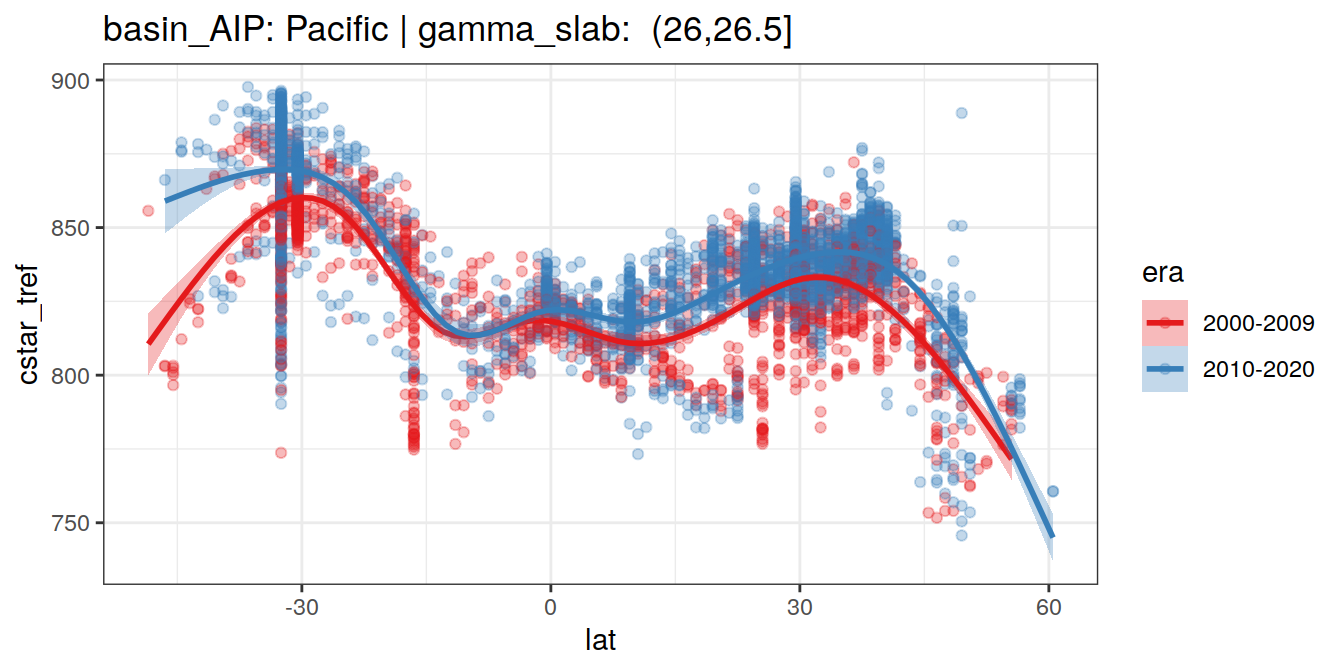 basin_AIP: Pacific | gamma_slab:  (26,26.5]
900
850
800
750
cstar_tref
-30
0
30
60
lat
era
2000-2009
2010-2020